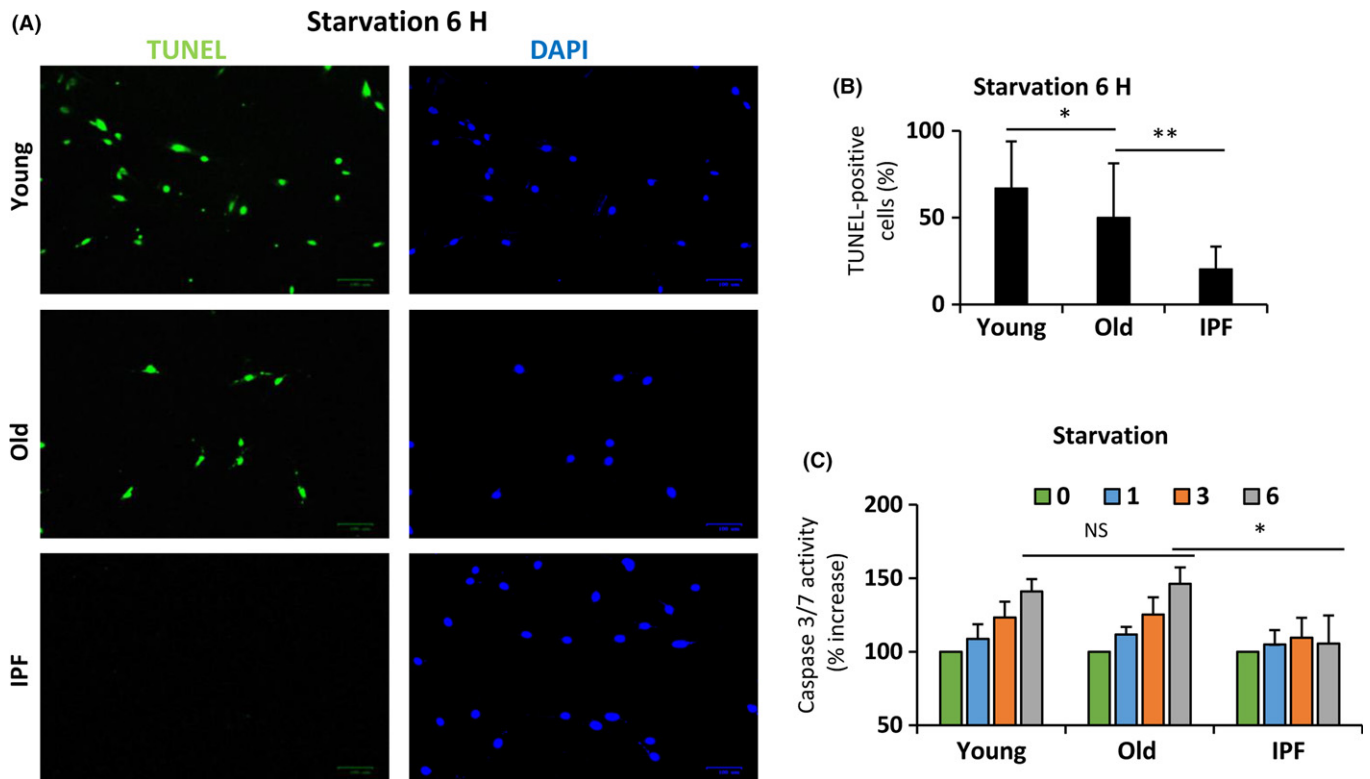 (A)
Starvation 6 H
TUNEL
DAPI
Young
Old
IPF
(B)
Starvation 6 H
TUNEL-positive
cells (%)
100
50
0
*
**
Young Old IPF
(C)
Starvation
0 1 3 6
Caspase 3/7 activity
(% increase)
200
150
100
50
NS
*
Young Old IPF